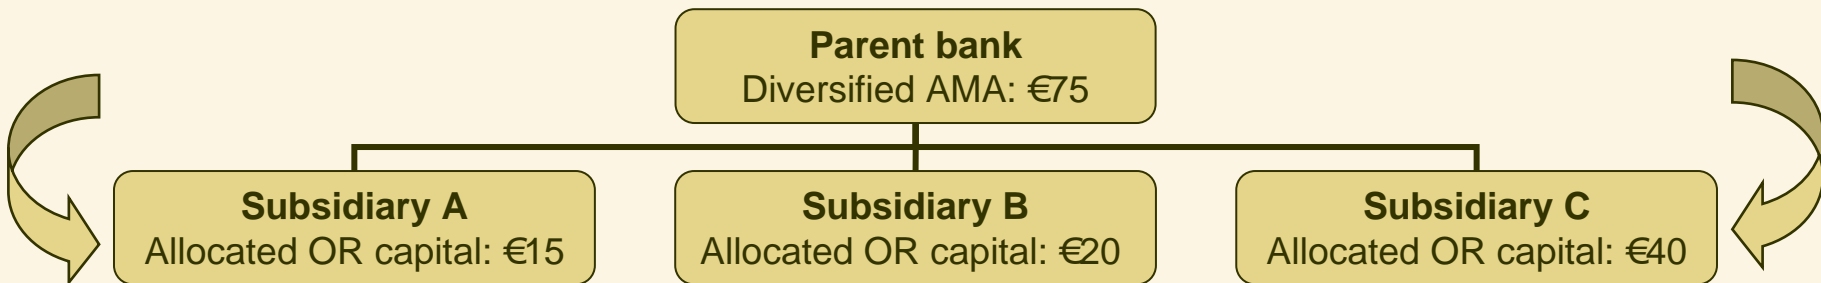 Parent bank
Diversified AMA: €75
Subsidiary A
Allocated OR capital: €15
Subsidiary B
Allocated OR capital: €20
Subsidiary C
Allocated OR capital: €40